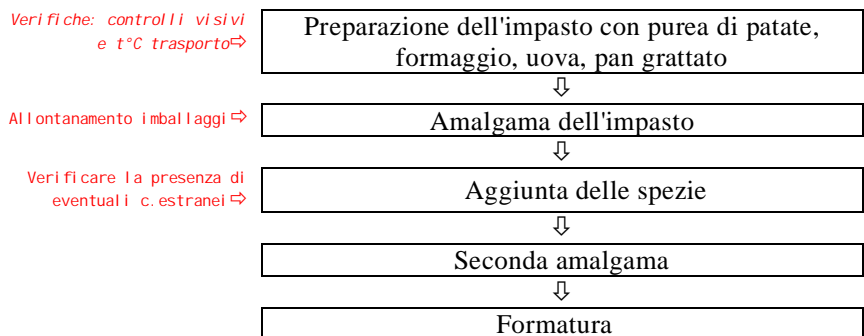 Verifiche: controlli visivi
e t°C trasporto⇨
Preparazione dell'impasto con purea di patate,
formaggio, uova, pan grattato
⇩
Allontanamento imballaggi⇨
Amalgama dell'impasto
⇩
Verificare la presenza di
eventuali c.estranei⇨
Aggiunta delle spezie
⇩
Seconda amalgama
⇩
Formatura